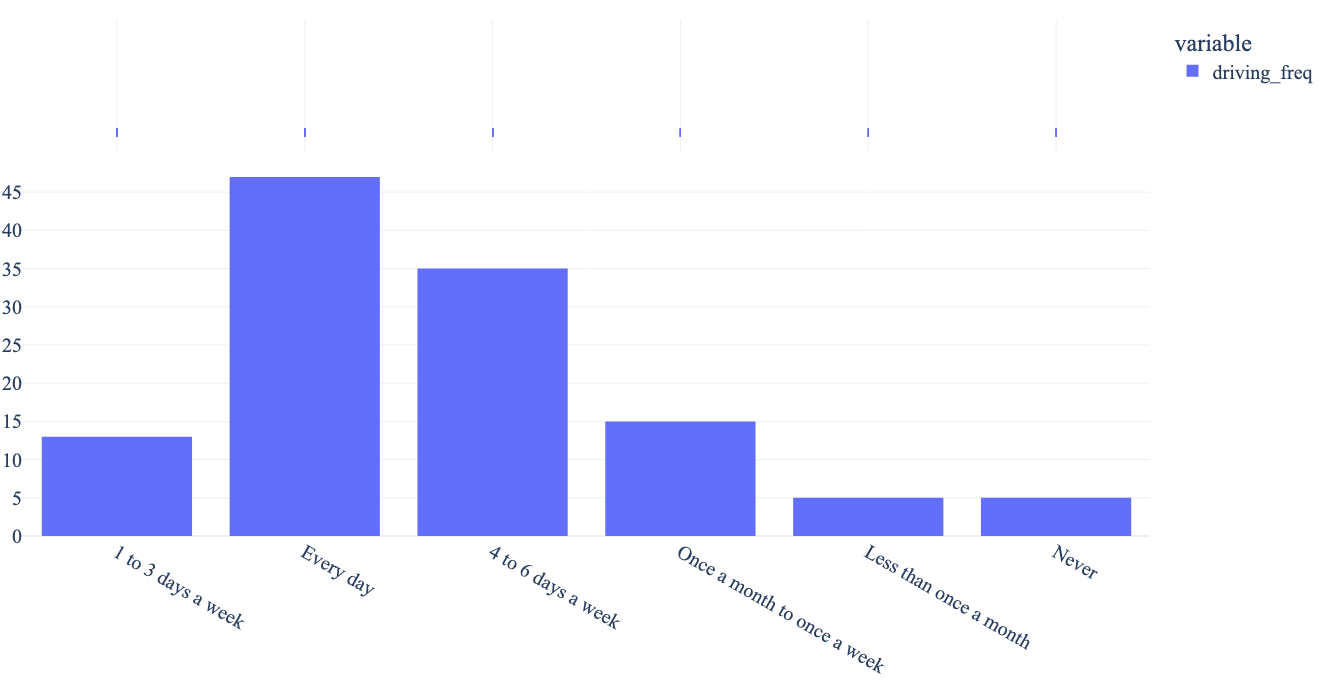 variable
driving_freq
45
40
35
30
25
20
15
10
5
0
1 to 3 days a week
Every day
4 to 6 days a week
Once a month to once a week
Less than once a month
Never